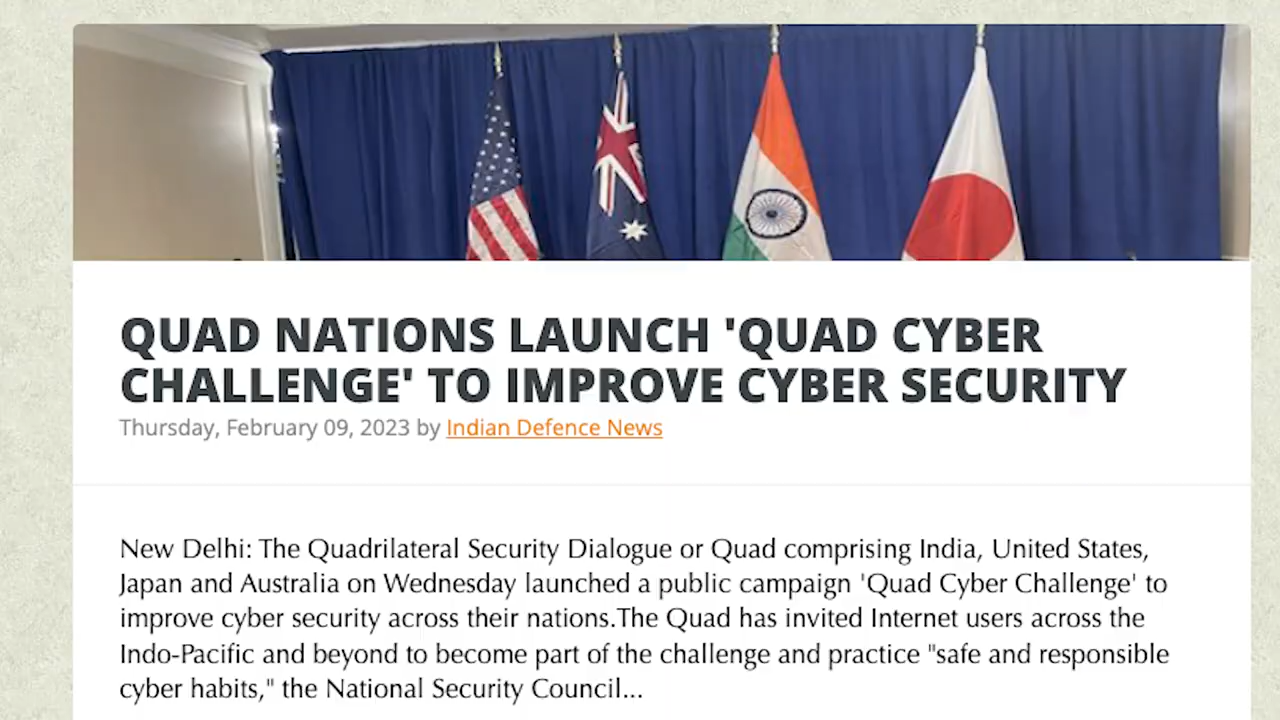 QUAD NATIONS LAUNCH 'QUAD CYBER
CHALLENGE' TO IMPROVE CYBER SECURITY
Thursday, February 09, 2023 by Indian Defence News
New Delhi: The Quadrilateral Security Dialogue or Quad comprising India, United States,
Japan and Australia on Wednesday launched a public campaign 'Quad Cyber Challenge' to
improve cyber security across their nations.The Quad has invited Internet users across the
Indo-Pacific and beyond to become part of the challenge and practice "safe and responsible
cyber habits," the National Security Council...